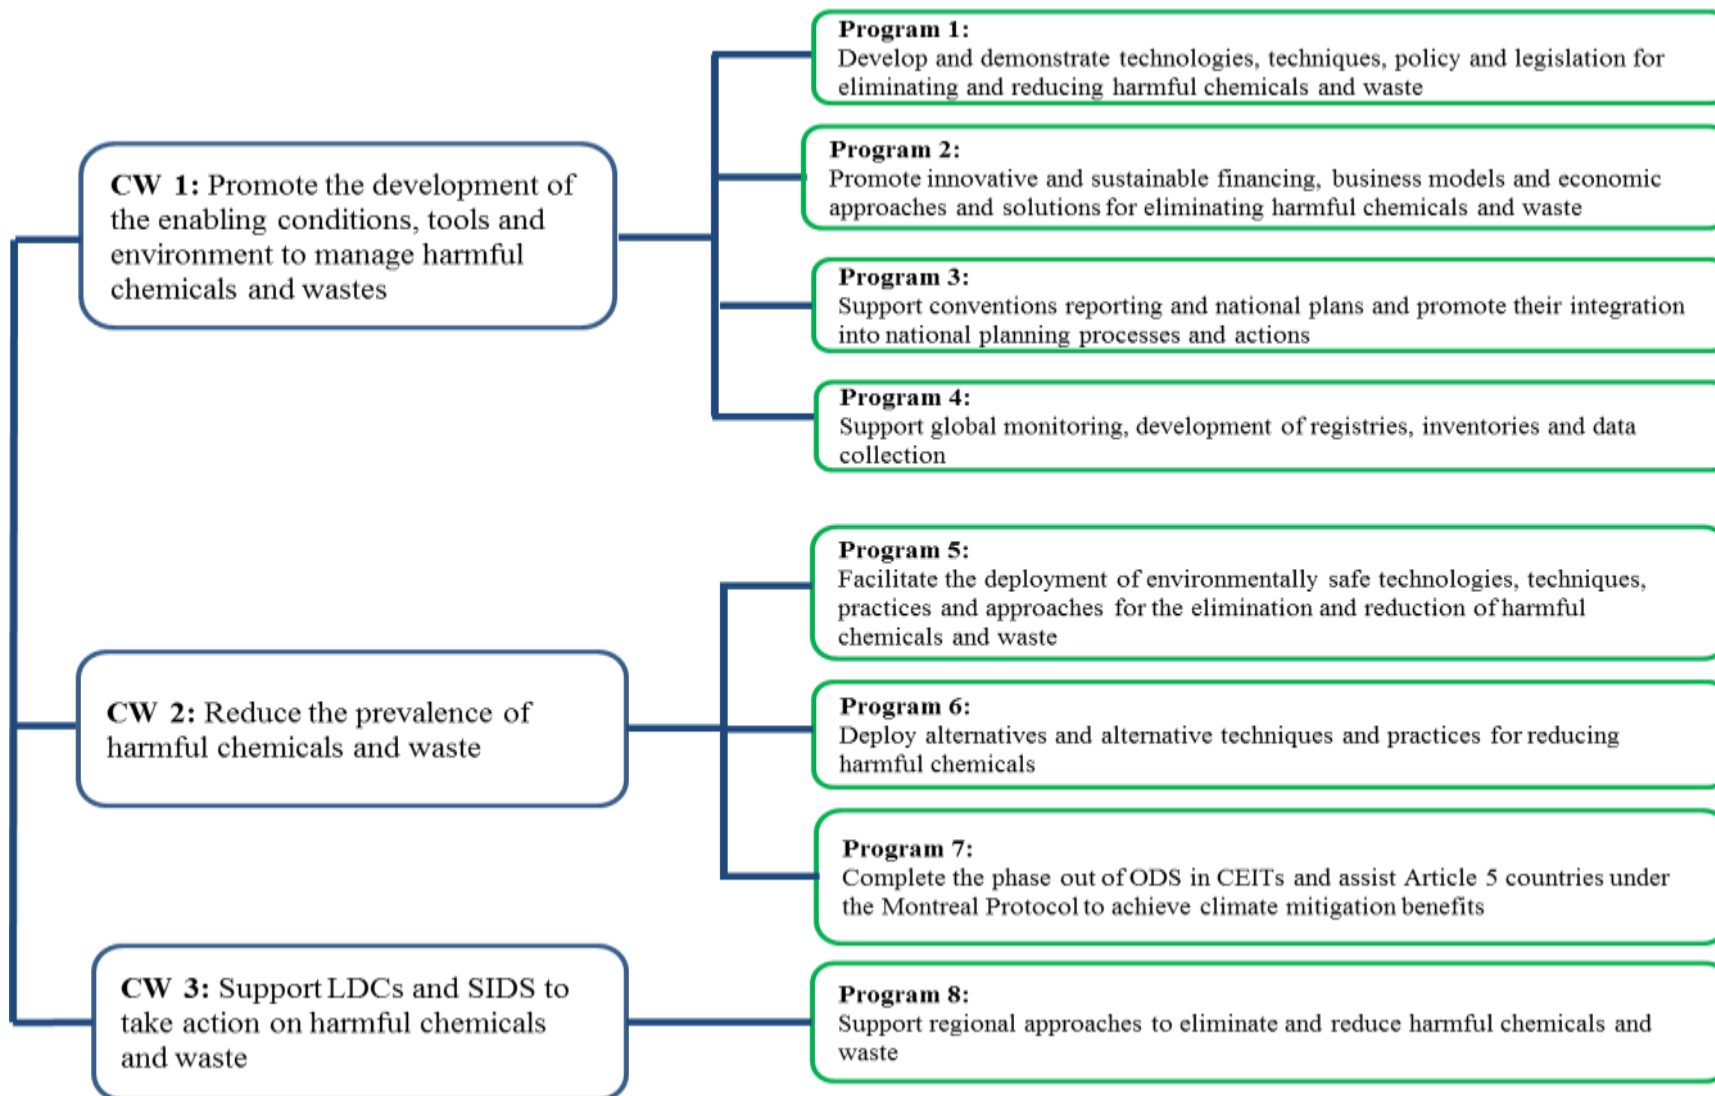 CW 1: Promote the development of
the enabling conditions, tools and
environment to manage harmful
chemicals and wastes
Program 1:
Develop and demonstrate technologies, techniques, policy and legislation for
eliminating and reducing harmful chemicals and waste
Program 2:
Promote innovative and sustainable financing, business models and economic
approaches and solutions for eliminating harmful chemicals and waste
Program 3:
Support conventions reporting and national plans and promote their integration
into national planning processes and actions
Program 4:
Support global monitoring, development of registries, inventories and data
collection
CW 2: Reduce the prevalence of
harmful chemicals and waste
Program 5:
Facilitate the deployment of environmentally safe technologies, techniques,
practices and approaches for the elimination and reduction of harmful
chemicals and waste
Program 6:
Deploy alternatives and alternative techniques and practices for reducing
harmful chemicals
Program 7:
Complete the phase out of ODS in CEITs and assist Article 5 countries under
the Montreal Protocol to achieve climate mitigation benefits
CW 3: Support LDCs and SIDS to
take action on harmful chemicals
and waste
Program 8:
Support regional approaches to eliminate and reduce harmful chemicals and
waste